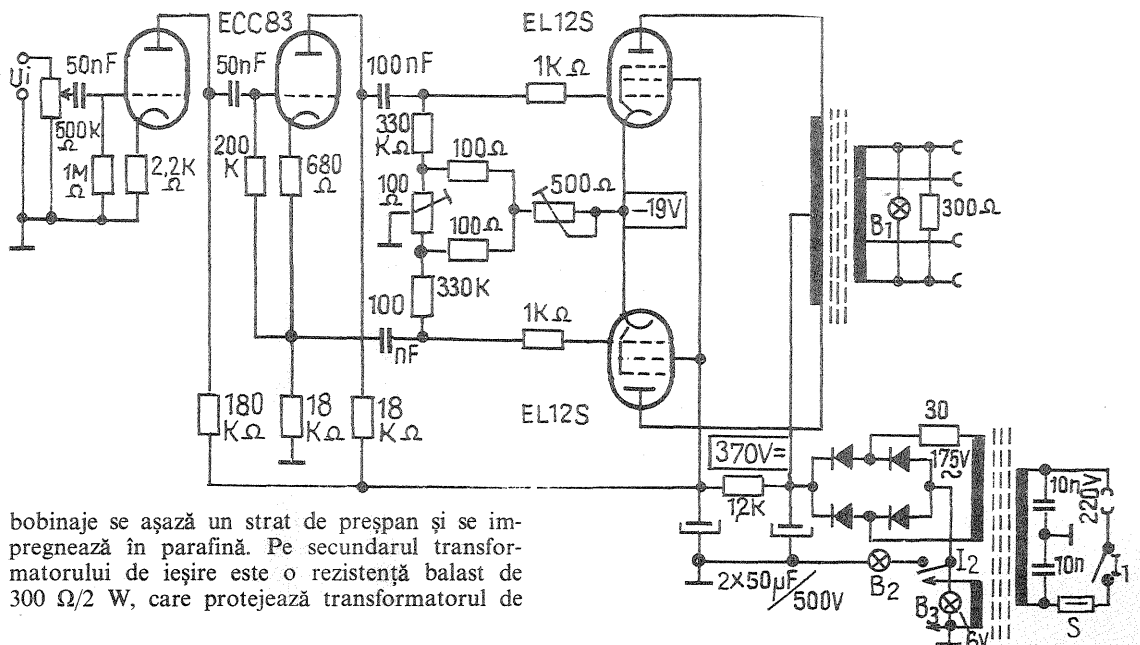 ECC83
EL12S
Ui
50nF
50nF
100nF
1KΩ
500K
Ω
1M
Ω
2,2K
Ω
200
K
680
Ω
330
KΩ
100Ω
100
Ω
500Ω
-19V
100Ω
B1
300Ω
330K
100
nF
1KΩ
EL12S
180
KΩ
18
KΩ
18
KΩ
30
370V=
175V
~
12K
10n
10n
220V
I1
2×50µF/500V
B2
I2
B3
6V
S
bobinaje se așază un strat de preșpan și se im-
pregnează în parafină. Pe secundarul transfor-
matorului de ieșire este o rezistență balast de
300 Ω/2 W, care protejează transformatorul de